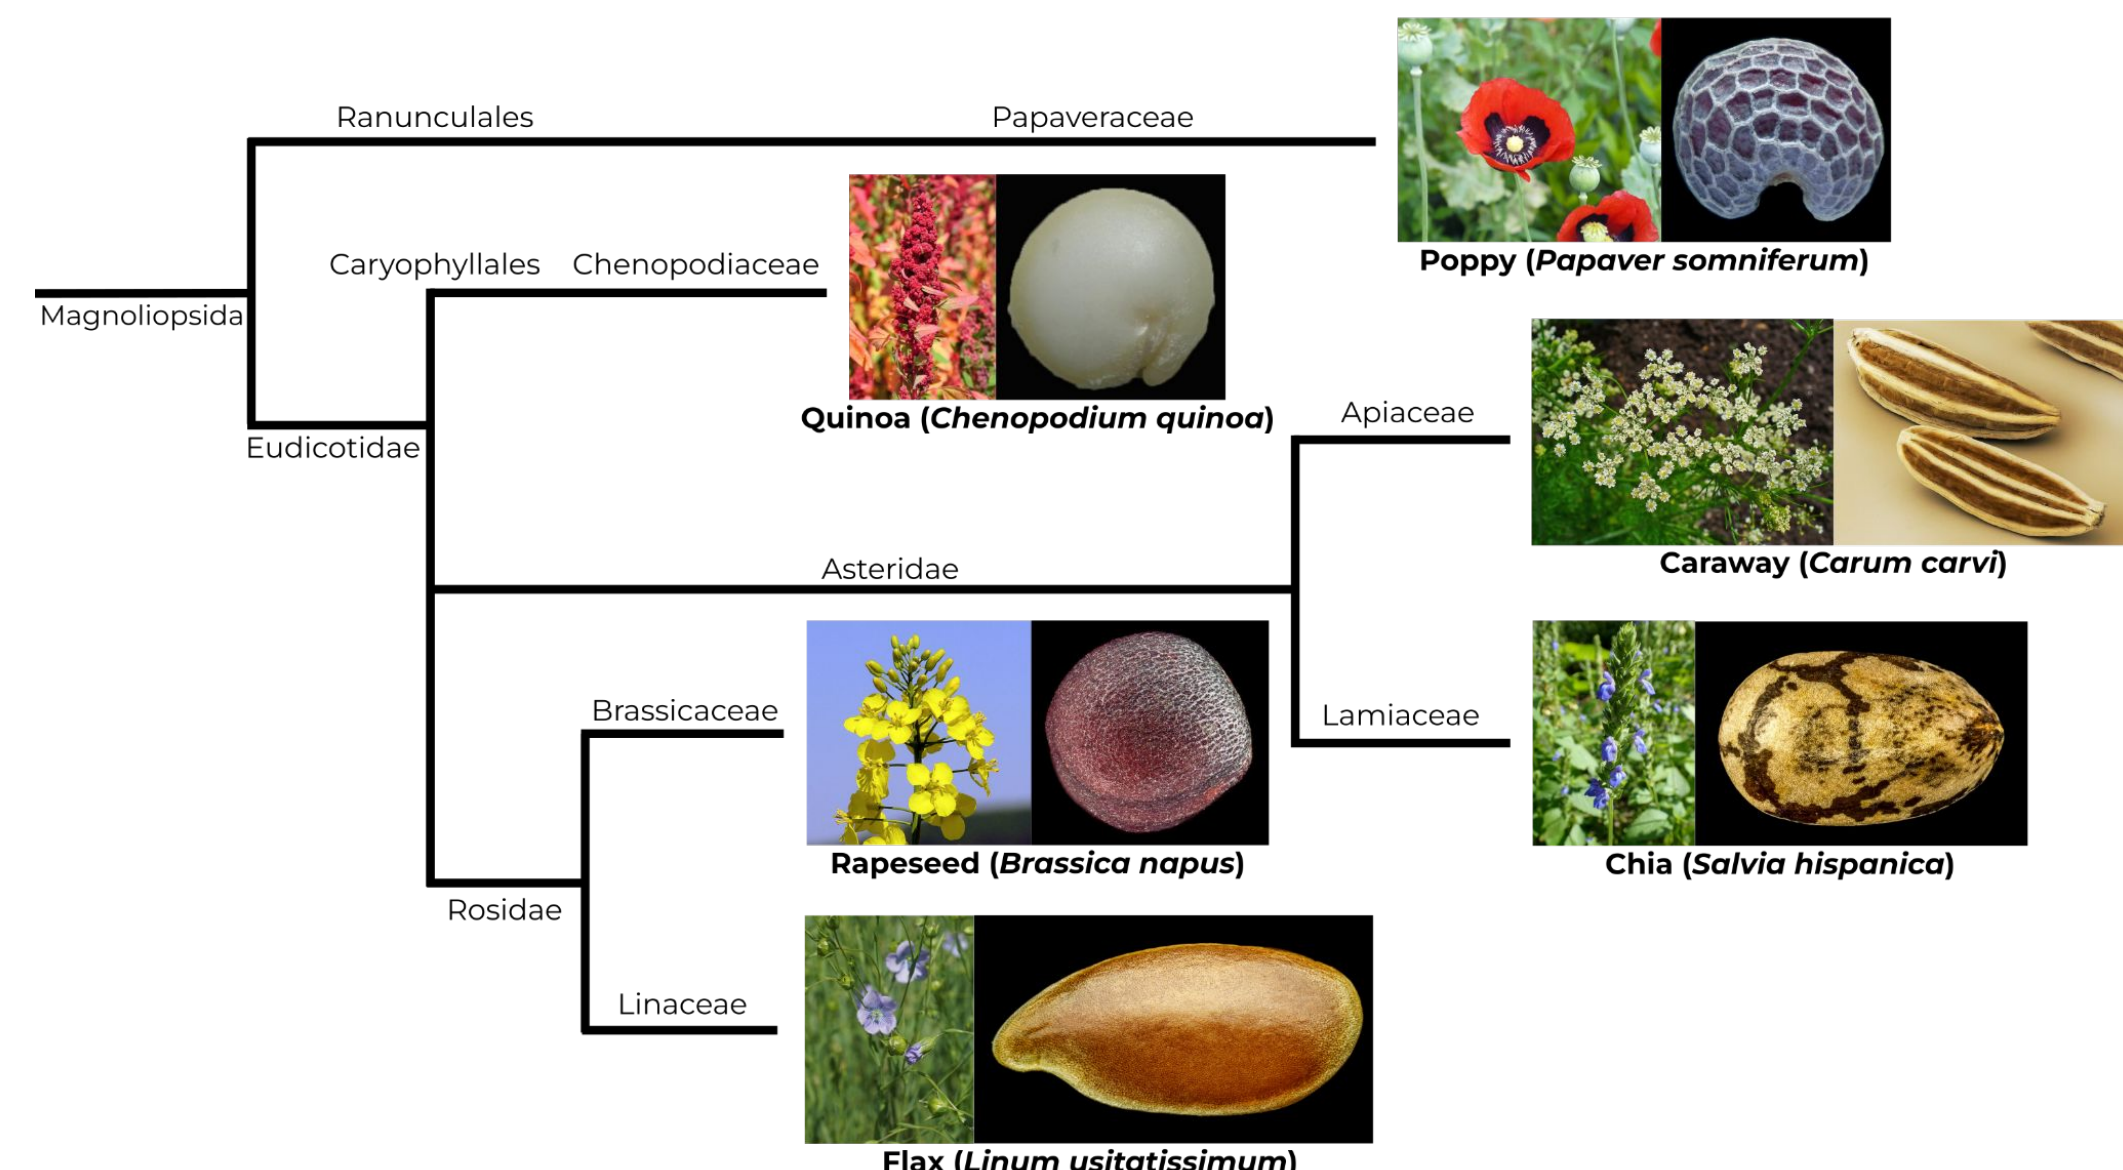 Ranunculales
Papaveraceae
Poppy (Papaver somniferum)
Caryophyllales
Chenopodiaceae
Magnoliopsida
Quinoa (Chenopodium quinoa)
Eudicotidae
Apiaceae
Caraway (Carum carvi)
Asteridae
Brassicaceae
Lamiaceae
Rapeseed (Brassica napus)
Chia (Salvia hispanica)
Rosidae
Linaceae
Flax (Linum usitatissimum)